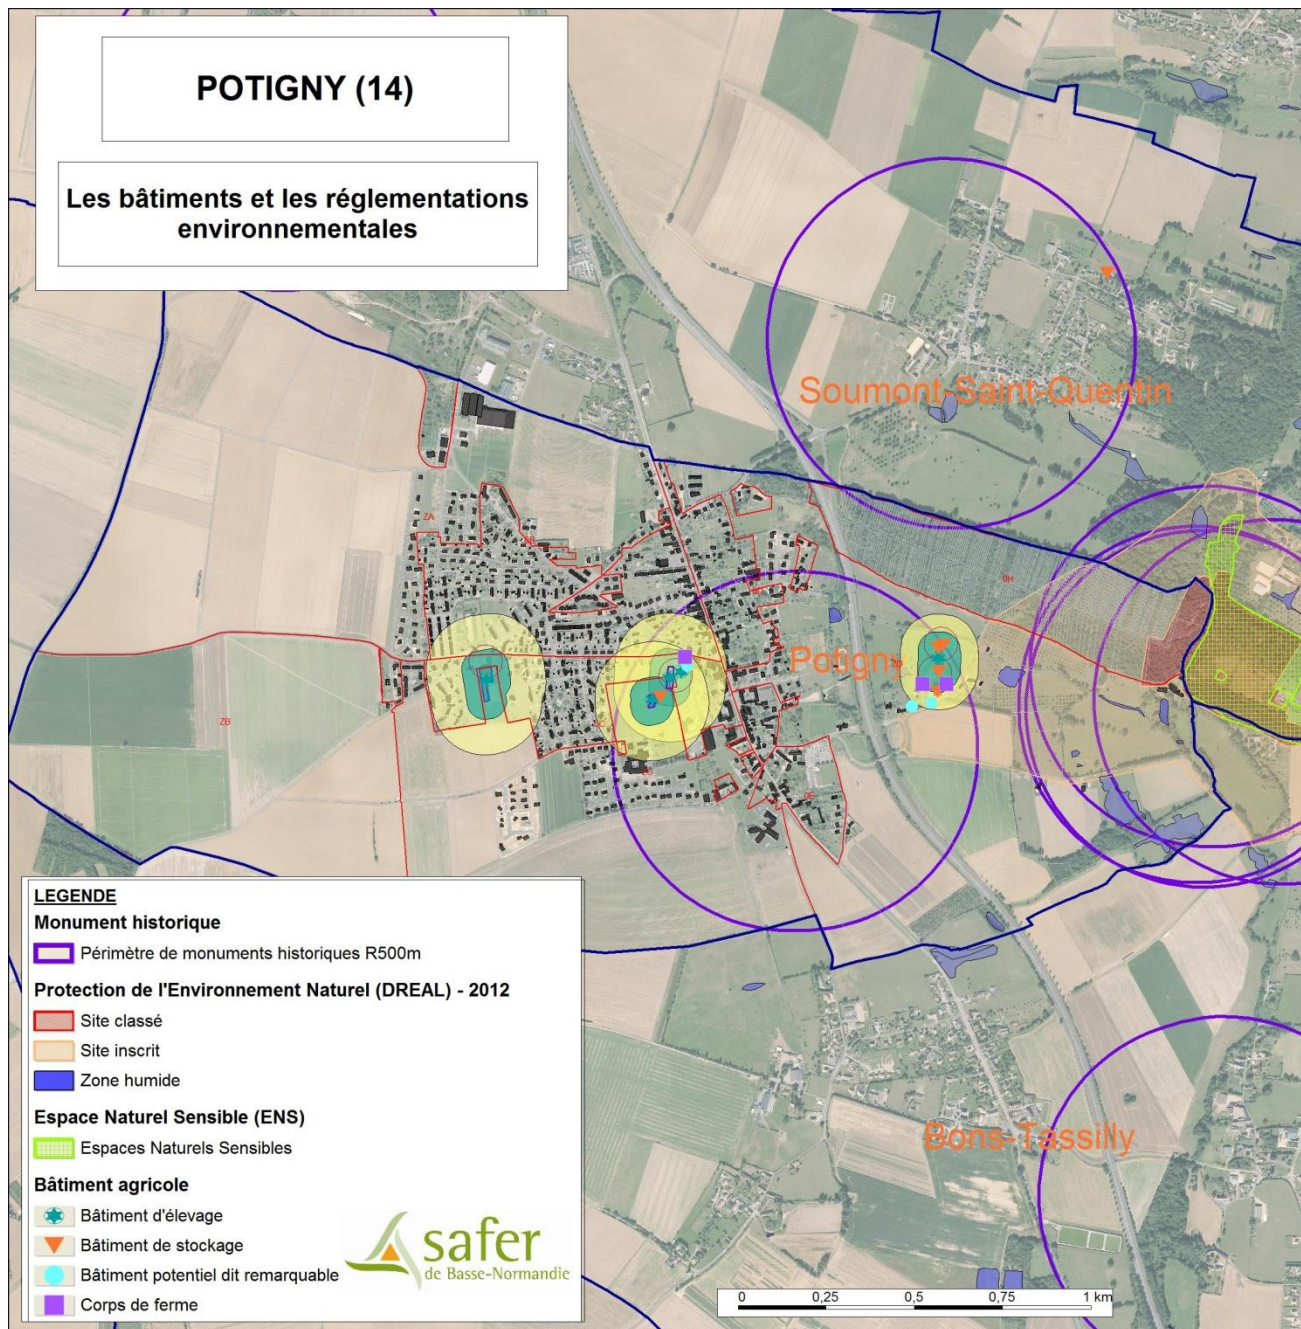 POTIGNY (14)
Les bâtiments et les réglementations
environnementales
Soumont-Saint-Quentin
ZA
ZB
Potigny
Bons-Tassilly
LEGENDE
Monument historique
Périmètre de monuments historiques R500m
Protection de l'Environnement Naturel (DREAL) - 2012
Site classé
Site inscrit
Zone humide
Espace Naturel Sensible (ENS)
Espaces Naturels Sensibles
Bâtiment agricole
Bâtiment d'élevage
Bâtiment de stockage
Bâtiment potentiel dit remarquable
Corps de ferme
safer
de Basse-Normandie
0 0,25 0,5 0,75 1 km